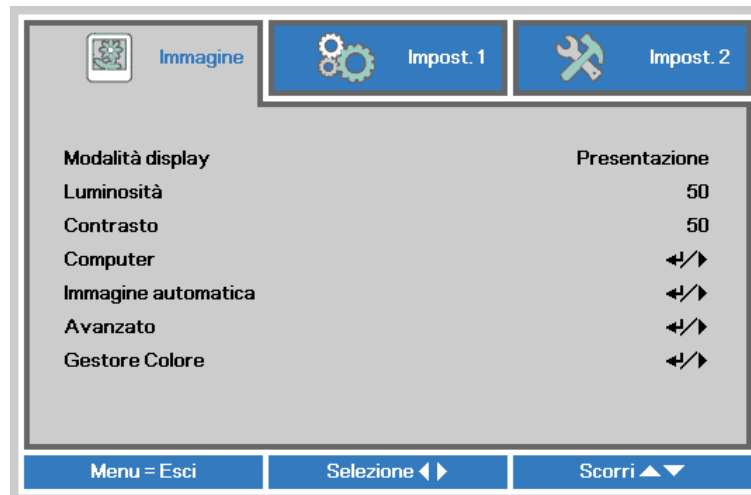 Immagine Impost. 1 Impost. 2
Modalità display Presentazione
Luminosità 50
Contrasto 50
Computer ↵/▶
Immagine automatica ↵/▶
Avanzato ↵/▶
Gestore Colore ↵/▶
Menu = Esci Selezione ◀ ▶ Scorri ▲▼